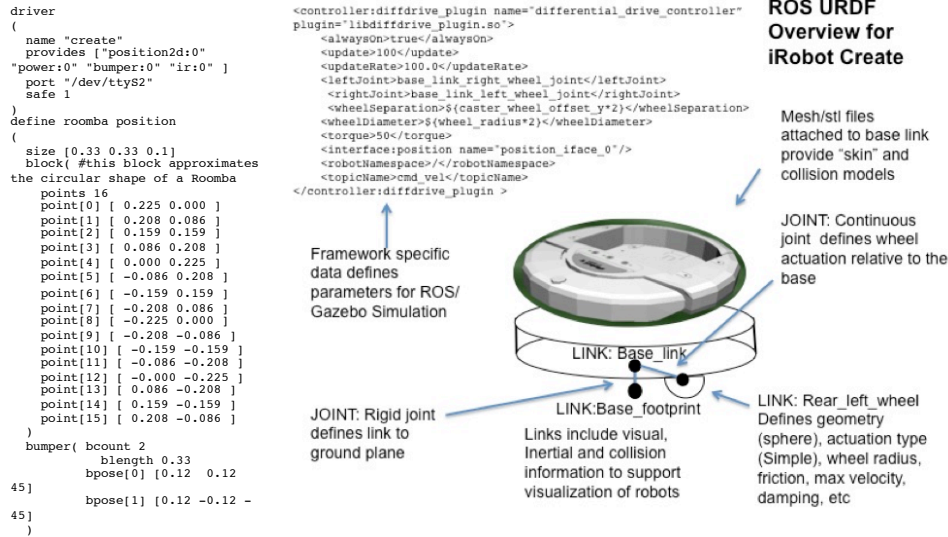 driver
(
name "create"
provides ["position2d:0"
"power:0" "bumper:0" "ir:0" ]
port "/dev/ttyS2"
safe 1
)
define roomba position
(
size [0.33 0.33 0.1]
block( #this block approximates
the circular shape of a Roomba
points 16
point[0] [ 0.225 0.000 ]
point[1] [ 0.208 0.086 ]
point[2] [ 0.159 0.159 ]
point[3] [ 0.086 0.208 ]
point[4] [ 0.000 0.225 ]
point[5] [ -0.086 0.208 ]
point[6] [ -0.159 0.159 ]
point[7] [ -0.208 0.086 ]
point[8] [ -0.225 0.000 ]
point[9] [ -0.208 -0.086 ]
point[10] [ -0.159 -0.159 ]
point[11] [ -0.086 -0.208 ]
point[12] [ -0.000 -0.225 ]
point[13] [ 0.086 -0.208 ]
point[14] [ 0.159 -0.159 ]
point[15] [ 0.208 -0.086 ]
)
bumper( bcount 2
blength 0.33
bpose[0] [0.12 0.12
45]
bpose[1] [0.12 -0.12 -
45]
)
<controller:diffdrive_plugin name="differential_drive_controller"
plugin="libdiffdrive_plugin.so">
<alwaysOn>true</alwaysOn>
<update>100</update>
<updateRate>100.0</updateRate>
<leftJoint>base_link_right_wheel_joint</leftJoint>
<rightJoint>base_link_left_wheel_joint</rightJoint>
<wheelSeparation>${caster_wheel_offset_y*2}</wheelSeparation>
<wheelDiameter>${wheel_radius*2}</wheelDiameter>
<torque>50</torque>
<interface:position name="position_iface_0"/>
<robotNamespace>/</robotNamespace>
<topicName>cmd_vel</topicName>
</controller:diffdrive_plugin >
ROS URDF
Overview for
iRobot Create
Mesh/stl files
attached to base link
provide "skin" and
collision models
JOINT: Continuous
joint defines wheel
actuation relative to the
base
Framework specific
data defines
parameters for ROS/
Gazebo Simulation
LINK: Base_link
LINK:Base_footprint
JOINT: Rigid joint
defines link to
ground plane
Links include visual,
Inertial and collision
information to support
visualization of robots
LINK: Rear_left_wheel
Defines geometry
(sphere), actuation type
(Simple), wheel radius,
friction, max velocity,
damping, etc